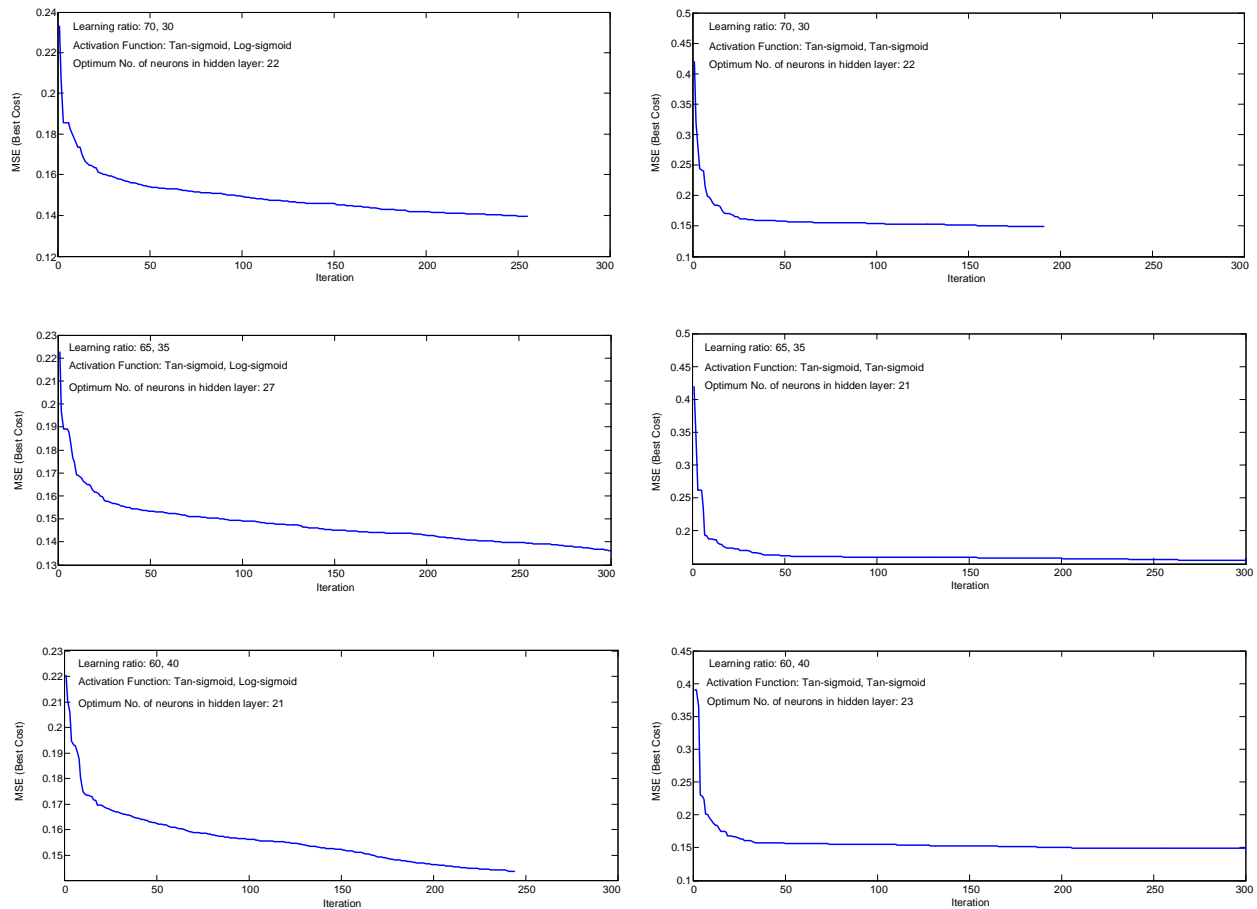 Learning ratio: 70, 30
Activation Function: Tan-sigmoid, Log-sigmoid
Optimum No. of neurons in hidden layer: 22
MSE (Best Cost)
0.24
0.22
0.2
0.18
0.16
0.14
0.12
0 50 100 150 200 250 300
Iteration
Learning ratio: 70, 30
Activation Function: Tan-sigmoid, Tan-sigmoid
Optimum No. of neurons in hidden layer: 22
MSE (Best Cost)
0.5
0.45
0.4
0.35
0.3
0.25
0.2
0.15
0.1
0 50 100 150 200 250 300
Iteration
Learning ratio: 65, 35
Activation Function: Tan-sigmoid, Log-sigmoid
Optimum No. of neurons in hidden layer: 27
MSE (Best Cost)
0.23
0.22
0.21
0.2
0.19
0.18
0.17
0.16
0.15
0.14
0.13
0 50 100 150 200 250 300
Iteration
Learning ratio: 65, 35
Activation Function: Tan-sigmoid, Tan-sigmoid
Optimum No. of neurons in hidden layer: 21
MSE (Best Cost)
0.5
0.45
0.4
0.35
0.3
0.25
0.2
0 50 100 150 200 250 300
Iteration
Learning ratio: 60, 40
Activation Function: Tan-sigmoid, Log-sigmoid
Optimum No. of neurons in hidden layer: 21
MSE (Best Cost)
0.23
0.22
0.21
0.2
0.19
0.18
0.17
0.16
0.15
0 50 100 150 200 250 300
Iteration
Learning ratio: 60, 40
Activation Function: Tan-sigmoid, Tan-sigmoid
Optimum No. of neurons in hidden layer: 23
MSE (Best Cost)
0.45
0.4
0.35
0.3
0.25
0.2
0.15
0.1
0 50 100 150 200 250 300
Iteration